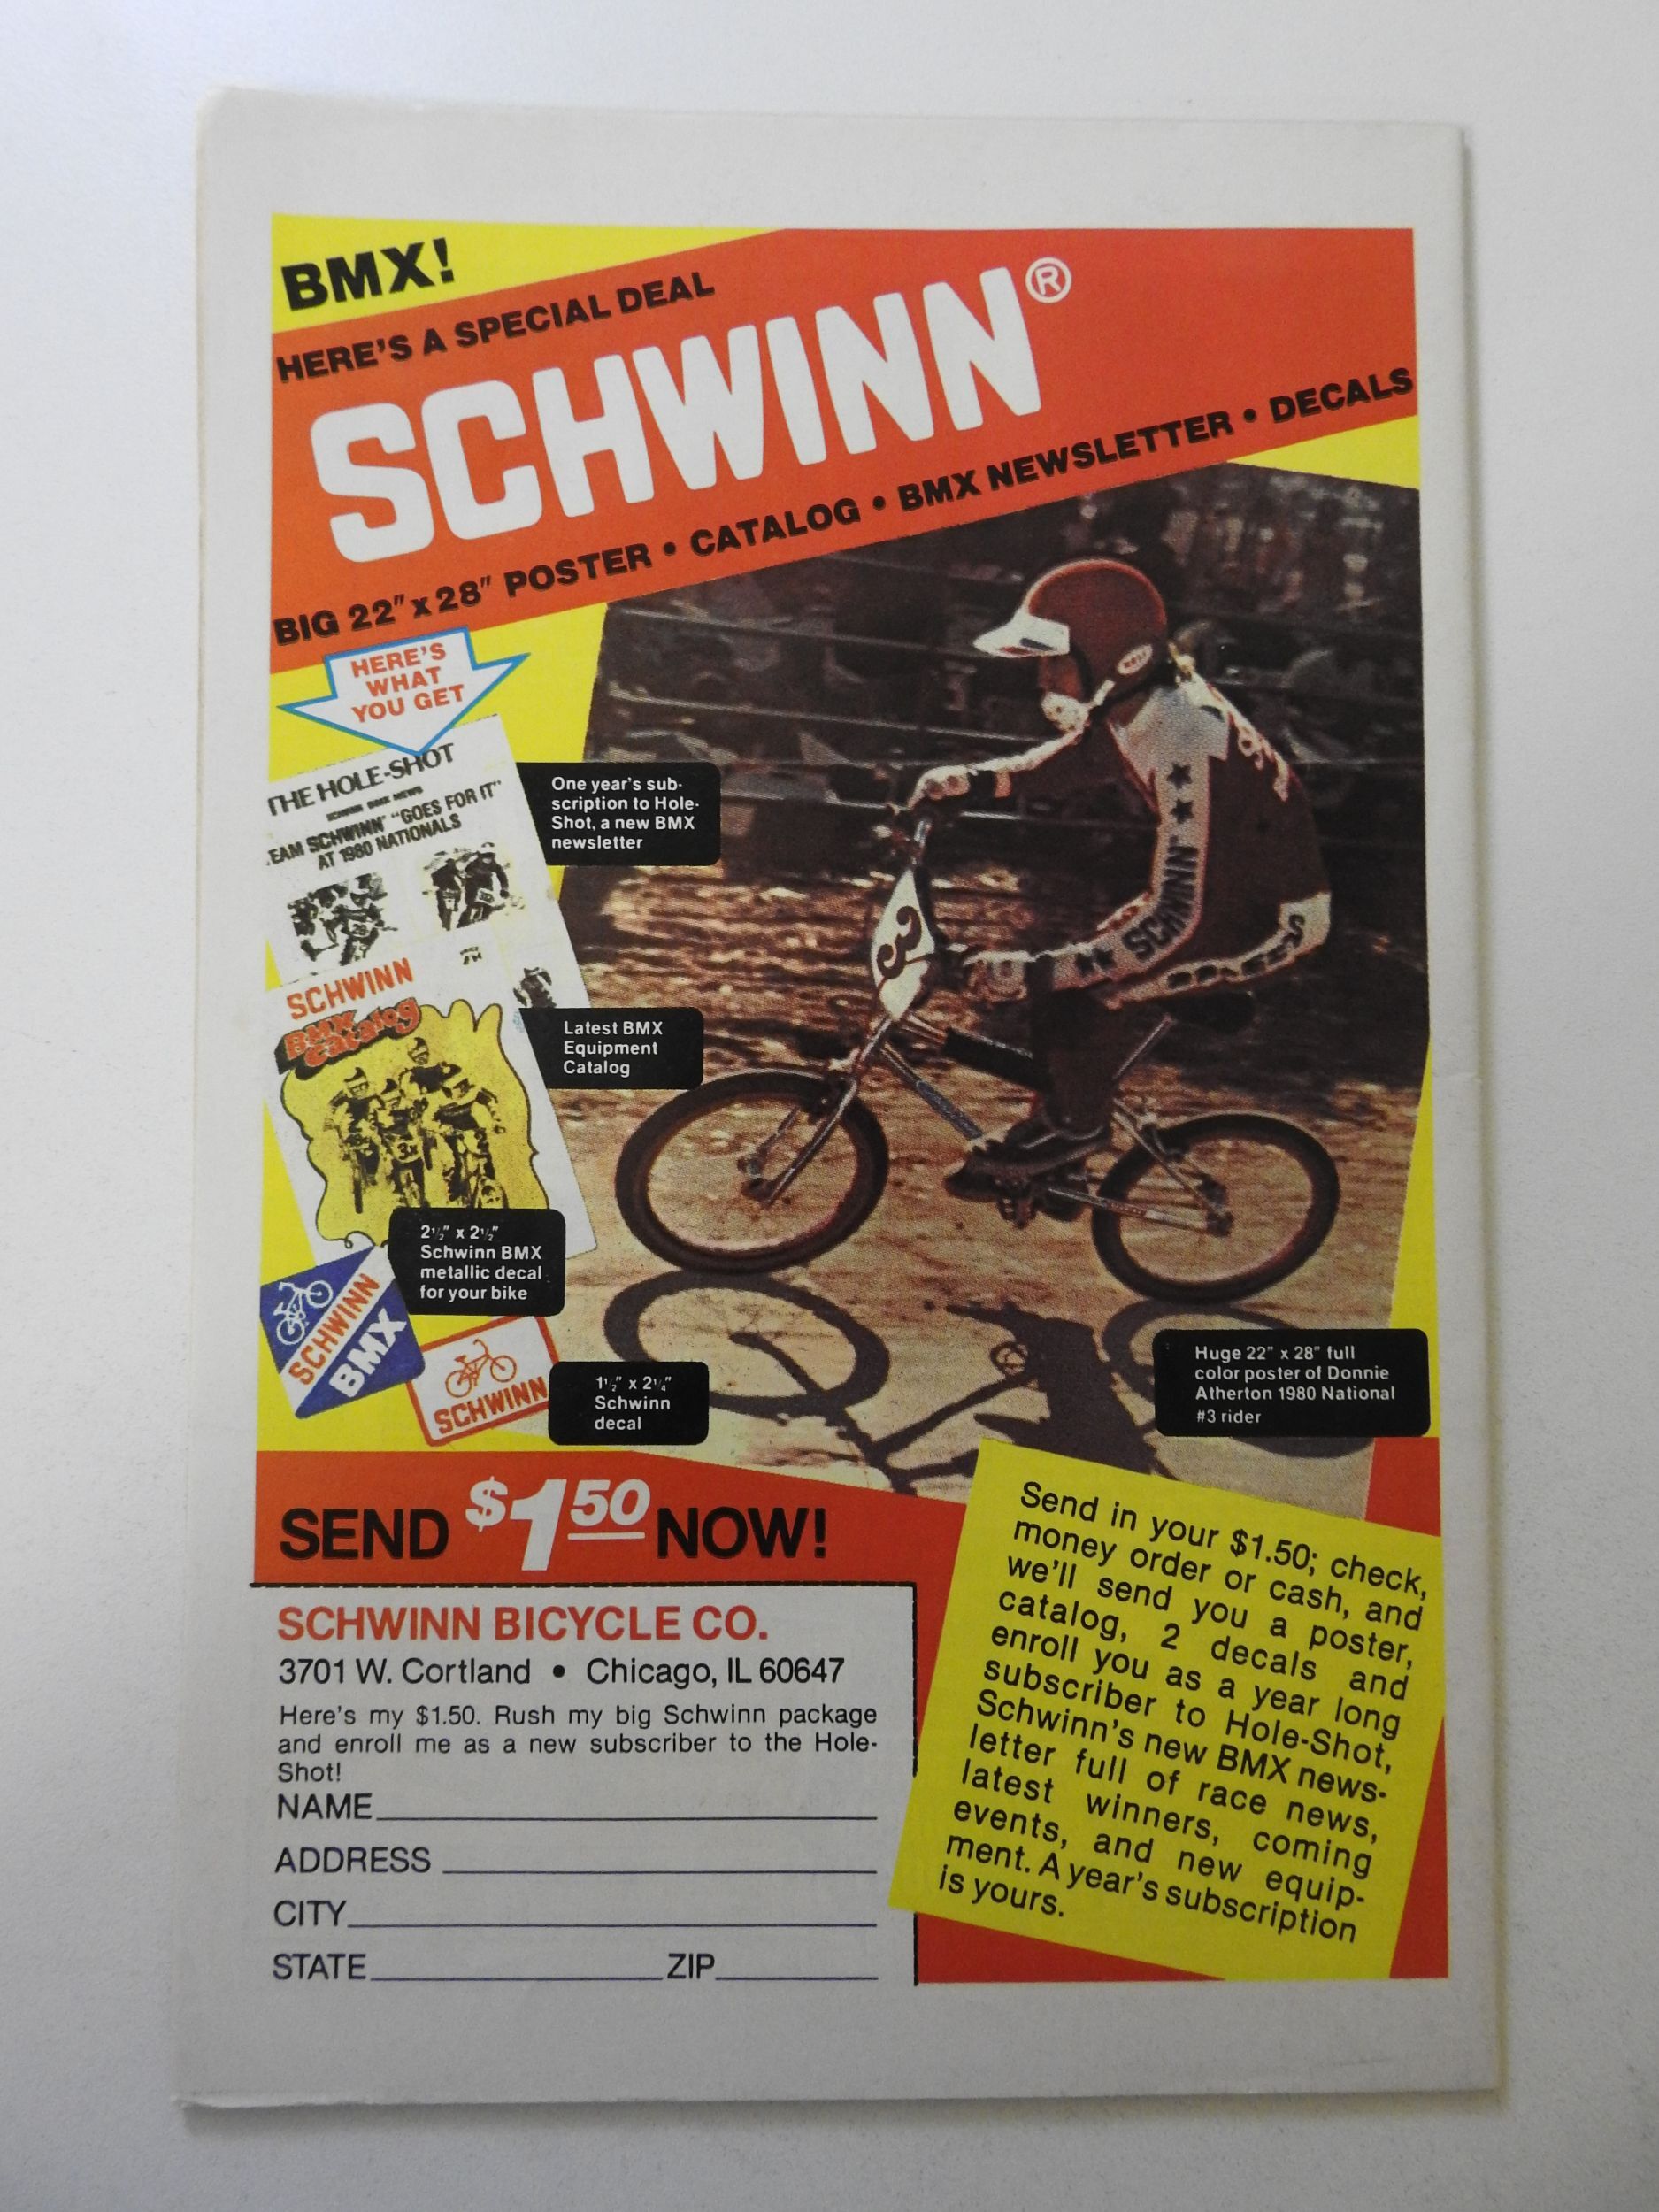 BMX!
HERE'S A SPECIAL DEAL
SCHWINN®
BIG 22" x 28" POSTER • CATALOG • BMX NEWSLETTER • DECALS
HERE'S
WHAT
YOU GET
THE HOLE-SHOT
SCHWINN BMX NEWS
EAM SCHWINN" "GOES FOR IT"
AT 1980 NATIONALS
One year's sub-
scription to Hole-
Shot, a new BMX
newsletter
SCHWINN
BMX
Catalog
Latest BMX
Equipment
Catalog
2½" x 2½"
Schwinn BMX
metallic decal
for your bike
SCHWINN
BMX
SCHWINN
1½" x 2¼"
Schwinn
decal
BELL
SCHWINN
3
Huge 22" x 28" full
color poster of Donnie
Atherton 1980 National
#3 rider
SEND $1.50 NOW!
Send in your $1.50; check,
money order or cash, and
we'll send you a poster,
catalog, 2 decals and
enroll you as a year long
subscriber to Hole-Shot,
Schwinn's new BMX news-
letter full of race news,
latest winners, coming
events, and new equip-
ment. A year's subscription
is yours.
SCHWINN BICYCLE CO.
3701 W. Cortland • Chicago, IL 60647
Here's my $1.50. Rush my big Schwinn package
and enroll me as a new subscriber to the Hole-
Shot!
NAME
ADDRESS
CITY
STATE ZIP